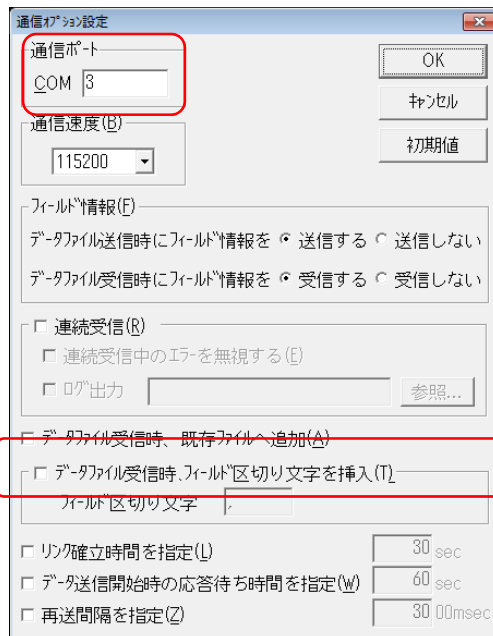 通信ｵﾌﾟｼｮﾝ設定
通信ﾎﾟｰﾄ
COM 3
OK
ｷｬﾝｾﾙ
初期値
通信速度(B)
115200
ﾌｨｰﾙﾄﾞ情報(F)
ﾃﾞｰﾀﾌｧｲﾙ送信時にﾌｨｰﾙﾄﾞ情報を 送信する 送信しない
ﾃﾞｰﾀﾌｧｲﾙ受信時にﾌｨｰﾙﾄﾞ情報を 受信する 受信しない
連続受信(R)
連続受信中のｴﾗｰを無視する(E)
ﾛｸﾞ出力 参照...
ﾃﾞｰﾀﾌｧｲﾙ受信時、既存ﾌｧｲﾙへ追加(A)
ﾃﾞｰﾀﾌｧｲﾙ受信時､ﾌｨｰﾙﾄﾞ区切り文字を挿入(T)
ﾌｨｰﾙﾄﾞ区切り文字 ,
ﾘﾝｸ確立時間を指定(L) 30 sec
ﾃﾞｰﾀ送信開始時の応答待ち時間を指定(W) 60 sec
再送間隔を指定(Z) 30 00msec